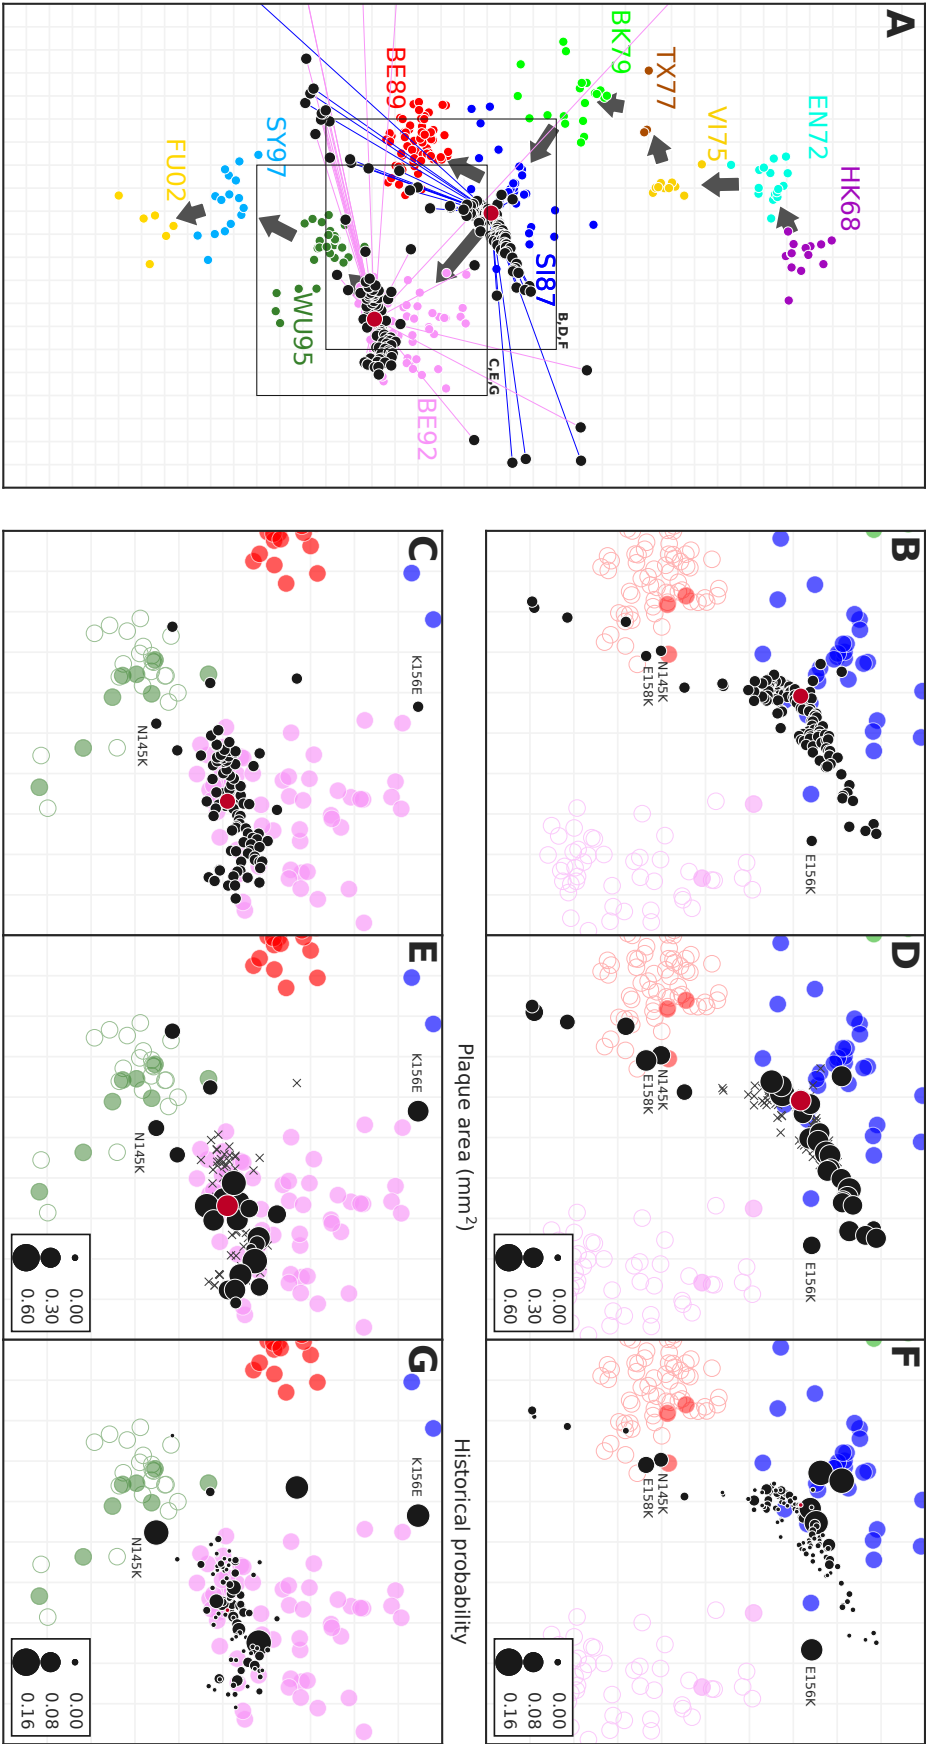 A
HK68
EN72
VI75
TX77
BK79
SI87
BE89
BE92
WU95
SY97
FU02
B,D,F
C,E,G
B
N145K
E158K
E156K
D
N145K
E158K
E156K
0.00
0.30
0.60
F
N145K
E158K
E156K
0.00
0.08
0.16
Plaque area (mm²)
Historical probability
C
K156E
N145K
E
K156E
N145K
0.00
0.30
0.60
G
K156E
N145K
0.00
0.08
0.16